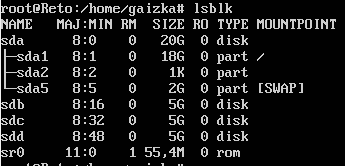 root@Reto:/home/gaizka# lsblk
NAME   MAJ:MIN RM  SIZE RO TYPE MOUNTPOINT
sda      8:0    0   20G  0 disk
├─sda1   8:1    0   18G  0 part /
├─sda2   8:2    0    1K  0 part
└─sda5   8:5    0    2G  0 part [SWAP]
sdb      8:16   0    5G  0 disk
sdc      8:32   0    5G  0 disk
sdd      8:48   0    5G  0 disk
sr0     11:0    1 55,4M  0 rom